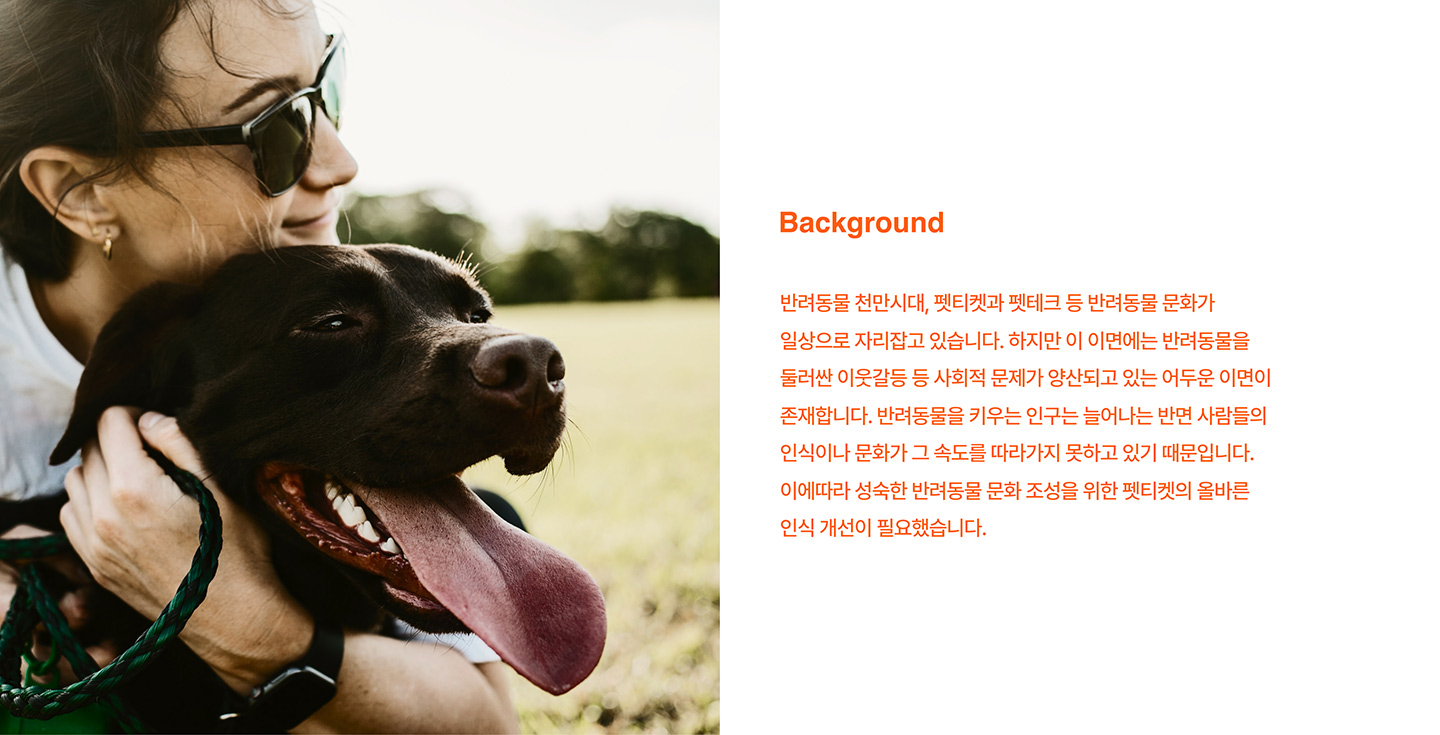 Background
반려동물 천만시대, 펫티켓과 펫테크 등 반려동물 문화가
일상으로 자리잡고 있습니다. 하지만 이 이면에는 반려동물을
둘러싼 이웃갈등 등 사회적 문제가 양산되고 있는 어두운 이면이
존재합니다. 반려동물을 키우는 인구는 늘어나는 반면 사람들의
인식이나 문화가 그 속도를 따라가지 못하고 있기 때문입니다.
이에따라 성숙한 반려동물 문화 조성을 위한 펫티켓의 올바른
인식 개선이 필요했습니다.